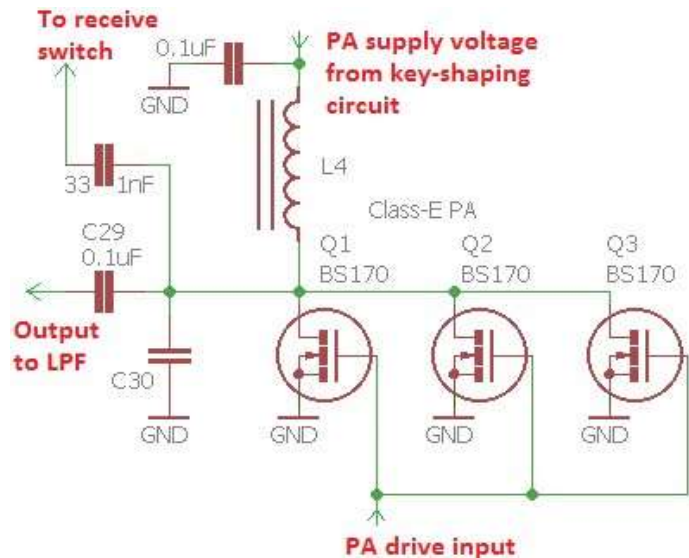 To receive
switch
0.1uF
GND
PA supply voltage
from key-shaping
circuit
33 1nF
L4
Class-E PA
C29
0.1uF
Q1
BS170
Q2
BS170
Q3
BS170
Output
to LPF
C30
GND
GND
GND
GND
PA drive input